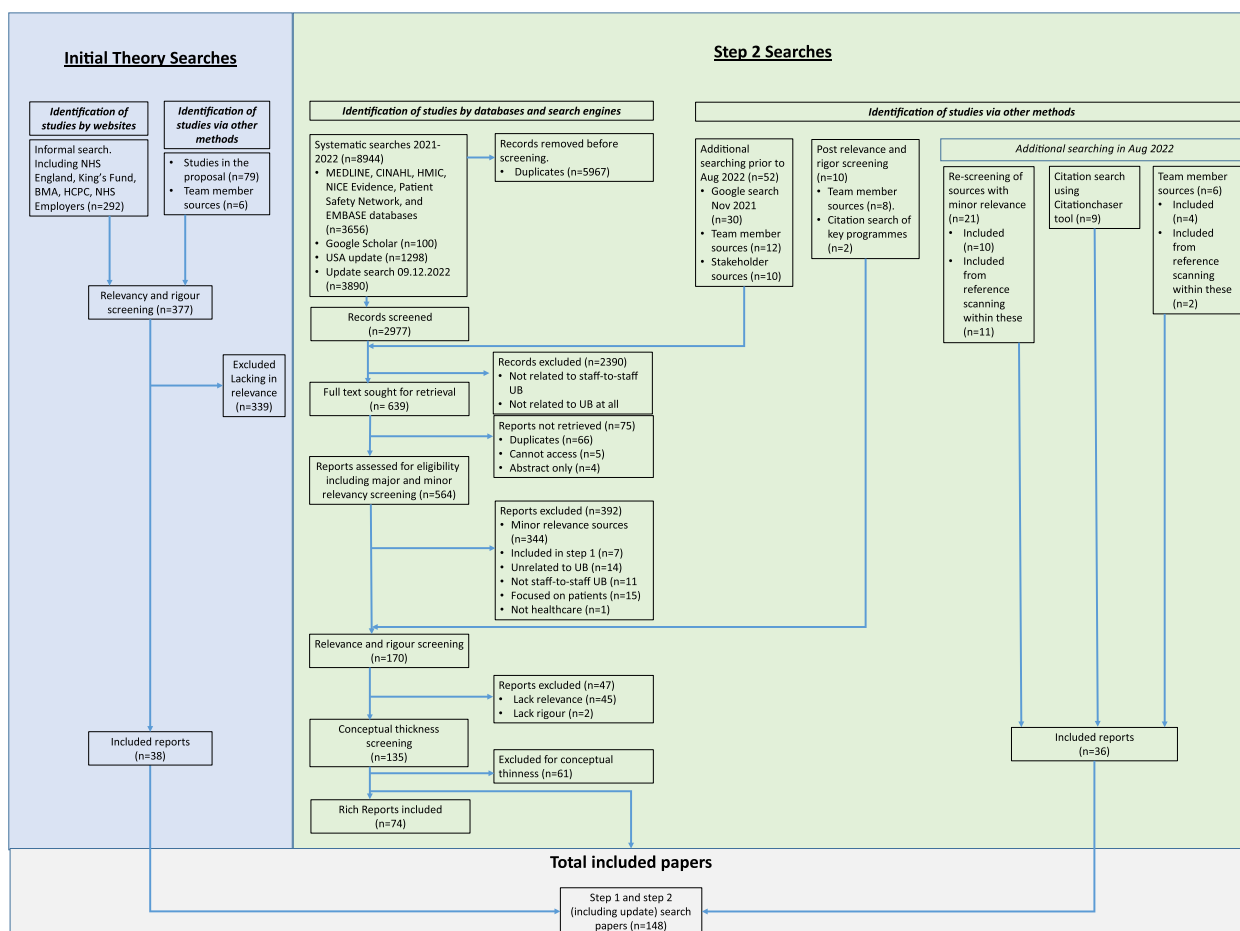 Initial Theory Searches
Identification of
studies by websites
Identification of
studies via other
methods
Informal search.
Including NHS
England, King's Fund,
BMA, HCPC, NHS
Employers (n=292)
• Studies in the
proposal (n=79)
• Team member
sources (n=6)
Relevancy and rigour
screening (n=377)
Excluded
Lacking in
relevance
(n=339)
Included reports
(n=38)
Step 2 Searches
Identification of studies by databases and search engines
Systematic searches 2021-
2022 (n=8944)
• MEDLINE, CINAHL, HMIC,
NICE Evidence, Patient
Safety Network, and
EMBASE databases
(n=3656)
• Google Scholar (n=100)
• USA update (n=1298)
• Update search 09.12.2022
(n=3890)
Records removed before
screening.
• Duplicates (n=5967)
Records screened
(n=2977)
Records excluded (n=2390)
• Not related to staff-to-staff
UB
• Not related to UB at all
Full text sought for retrieval
(n= 639)
Reports not retrieved (n=75)
• Duplicates (n=66)
• Cannot access (n=5)
• Abstract only (n=4)
Reports assessed for eligibility
including major and minor
relevancy screening (n=564)
Reports excluded (n=392)
• Minor relevance sources
(n=344)
• Included in step 1 (n=7)
• Unrelated to UB (n=14)
• Not staff-to-staff UB (n=11
• Focused on patients (n=15)
• Not healthcare (n=1)
Relevance and rigour screening
(n=170)
Reports excluded (n=47)
• Lack relevance (n=45)
• Lack rigour (n=2)
Conceptual thickness
screening
(n=135)
Excluded for conceptual
thinness (n=61)
Rich Reports included
(n=74)
Identification of studies via other methods
Additional
searching prior to
Aug 2022 (n=52)
• Google search
Nov 2021
(n=30)
• Team member
sources (n=12)
• Stakeholder
sources (n=10)
Post relevance and
rigor screening
(n=10)
• Team member
sources (n=8).
• Citation search of
key programmes
(n=2)
Additional searching in Aug 2022
Re-screening of
sources with
minor relevance
(n=21)
• Included
(n=10)
• Included
from
reference
scanning
within these
(n=11)
Citation search
using
Citationchaser
tool (n=9)
Team member
sources (n=6)
• Included
(n=4)
• Included
from
reference
scanning
within these
(n=2)
Included reports
(n=36)
Total included papers
Step 1 and step 2
(including update) search
papers (n=148)